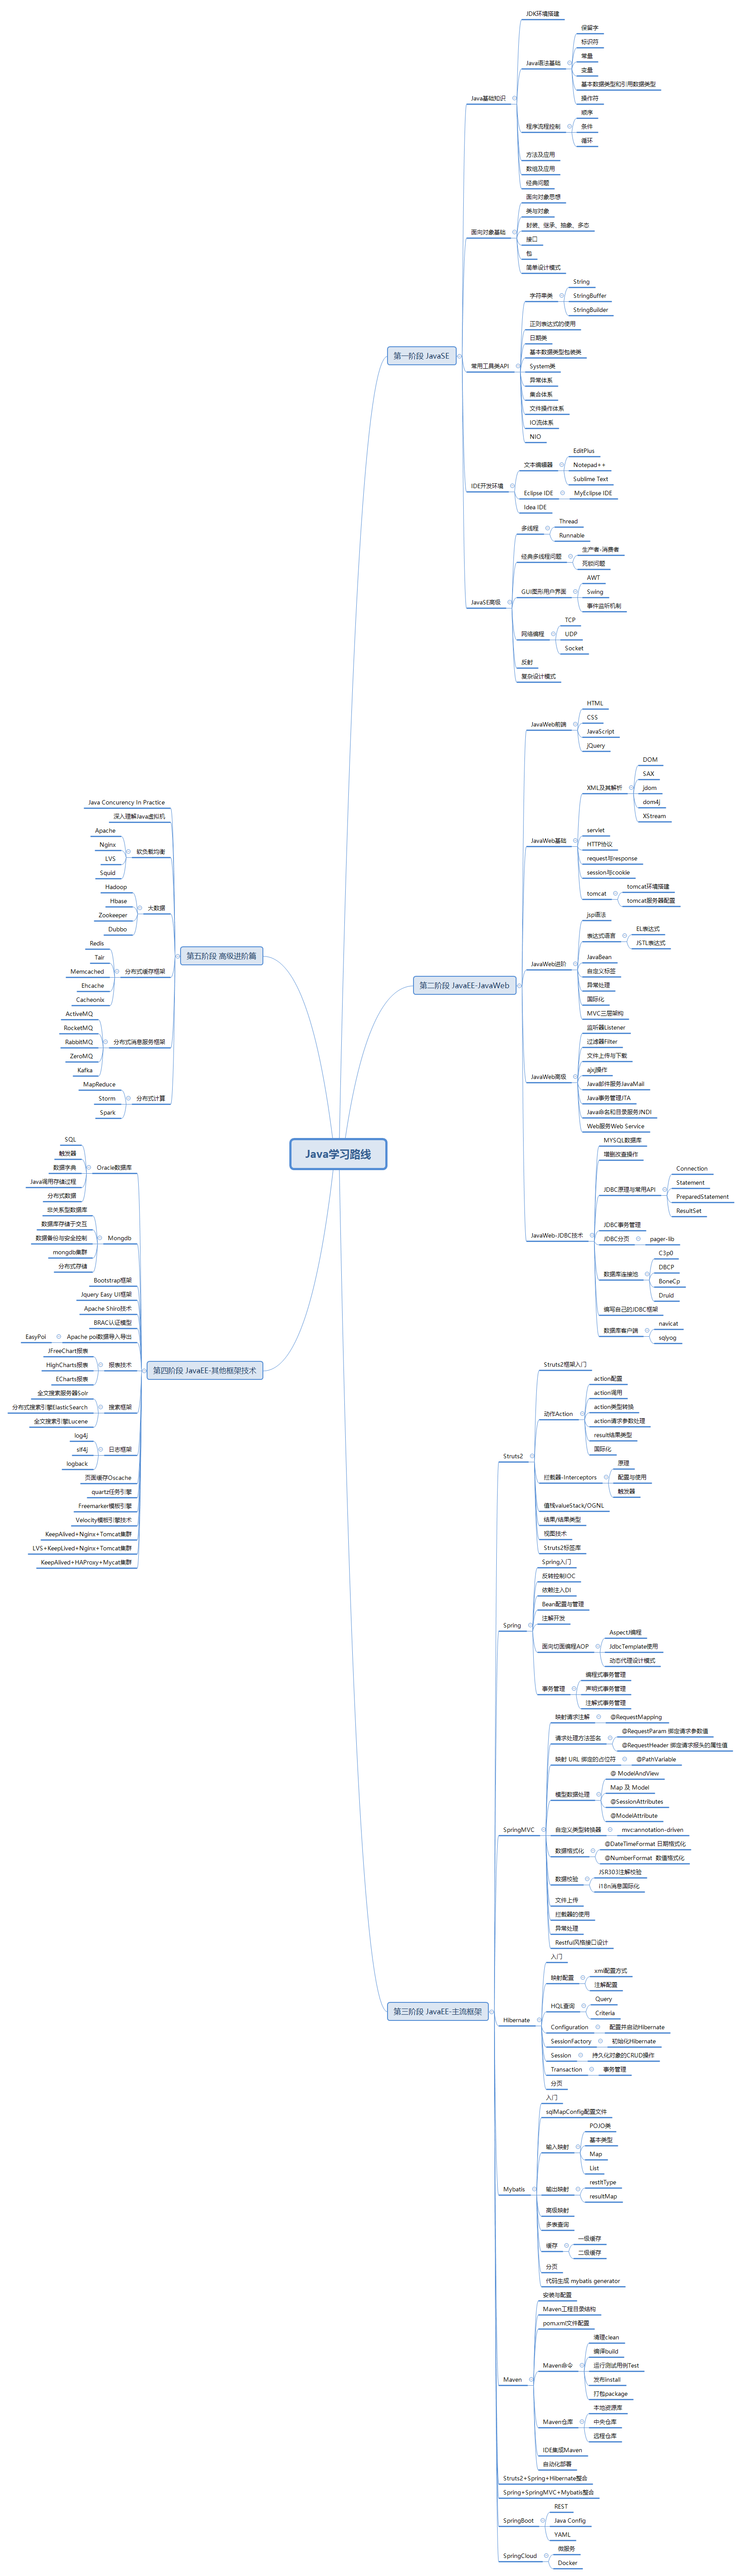 Java学习路线
第一阶段 JavaSE
Java基础知识
JDK环境搭建
Java语法基础
保留字
标识符
常量
变量
基本数据类型和引用数据类型
操作符
程序流程控制
顺序
条件
循环
方法及应用
数组及应用
经典问题
面向对象基础
面向对象思想
类与对象
封装、继承、抽象、多态
接口
包
简单设计模式
常用工具类API
字符串类
String
StringBuffer
StringBuilder
正则表达式的使用
日期类
基本数据类型包装类
System类
异常体系
集合体系
文件操作体系
IO流体系
NIO
IDE开发环境
文本编辑器
EditPlus
Notepad++
Sublime Text
Eclipse IDE
MyEclipse IDE
Idea IDE
JavaSE高级
多线程
Thread
Runnable
经典多线程问题
生产者-消费者
死锁问题
GUI图形用户界面
AWT
Swing
事件监听机制
网络编程
TCP
UDP
Socket
反射
复杂设计模式
第二阶段 JavaEE-JavaWeb
JavaWeb前端
HTML
CSS
JavaScript
jQuery
JavaWeb基础
XML及其解析
DOM
SAX
jdom
dom4j
XStream
servlet
HTTP协议
request与response
session与cookie
tomcat
tomcat环境搭建
tomcat服务器配置
JavaWeb进阶
jspi语法
表达式语言
EL表达式
JSTL表达式
JavaBean
自定义标签
异常处理
国际化
MVC三层架构
JavaWeb高级
监听器Listener
过滤器Filter
文件上传与下载
ajxj操作
Java邮件服务JavaMail
Java事务管理JTA
Java命名和目录服务JNDI
Web服务Web Service
JavaWeb-JDBC技术
MYSQL数据库
增删改查操作
JDBC原理与常用API
Connection
Statement
PreparedStatement
ResultSet
JDBC事务管理
JDBC分页
pager-lib
数据库连接池
C3p0
DBCP
BoneCp
Druid
编写自己的JDBC框架
数据库客户端
navicat
sqlyog
第三阶段 JavaEE-主流框架
Struts2
Struts2框架入门
动作Action
action配置
action调用
action类型转换
action请求参数处理
result结果类型
国际化
拦截器-Interceptors
原理
配置与使用
触发器
值栈valueStack/OGNL
结果/结果类型
视图技术
Struts2标签库
Spring
Spring入门
反转控制IOC
依赖注入DI
Bean配置与管理
注解开发
面向切面编程AOP
AspectJ编程
JdbcTemplate使用
动态代理设计模式
事务管理
编程式事务管理
声明式事务管理
注解式事务管理
SpringMVC
映射请求注解
@RequestMapping
请求处理方法签名
@RequestParam 绑定请求参数值
@RequestHeader 绑定请求报头的属性值
映射 URL 绑定的占位符
@PathVariable
模型数据处理
@ ModelAndView
Map 及 Model
@SessionAttributes
@ModelAttribute
自定义类型转换器
mvc:annotation-driven
数据格式化
@DateTimeFormat 日期格式化
@NumberFormat 数值格式化
数据校验
JSR303注解校验
i18n消息国际化
文件上传
拦截器的使用
异常处理
Restful风格接口设计
Hibernate
入门
映射配置
xml配置方式
注解配置
HQL查询
Query
Criteria
Configuration
配置并启动Hibernate
SessionFactory
初始化Hibernate
Session
持久化对象的CRUD操作
Transaction
事务管理
分页
Mybatis
入门
sqlMapConfig配置文件
输入映射
POJO类
基本类型
Map
List
输出映射
restltType
resultMap
高级映射
多表查询
缓存
一级缓存
二级缓存
分页
代码生成 mybatis generator
Maven
安装与配置
Maven工程目录结构
pom.xml文件配置
Maven命令
清理clean
编译build
运行测试用例Test
发布Install
打包package
Maven仓库
本地资源库
中央仓库
远程仓库
IDE集成Maven
自动化部署
Struts2+Spring+Hibernate整合
Spring+SpringMVC+Mybatis整合
SpringBoot
REST
Java Config
YAML
SpringCloud
微服务
Docker
第四阶段 JavaEE-其他框架技术
Oracle数据库
SQL
触发器
数据字典
Java调用存储过程
分布式数据
Mongdb
非关系型数据库
数据库存储于交互
数据备份与安全控制
mongdb集群
分布式存储
Bootstrap框架
Jquery Easy UI框架
Apache Shiro技术
BRAC认证模型
Apache poi数据导入导出
EasyPoi
报表技术
JFreeChart报表
HighCharts报表
ECharts报表
搜索框架
全文搜索服务器Solr
分布式搜索引擎ElasticSearch
全文搜索引擎Lucene
日志框架
log4j
slf4j
logback
页面缓存Oscache
quartz任务引擎
Freemarker模板引擎
Velocity模板引擎技术
KeepAlived+Nginx+Tomcat集群
LVS+KeepLived+Nginx+Tomcat集群
KeepAlived+HAProxy+Mycat集群
第五阶段 高级进阶篇
Java Concurency In Practice
深入理解Java虚拟机
软负载均衡
Apache
Nginx
LVS
Squid
大数据
Hadoop
Hbase
Zookeeper
Dubbo
分布式缓存框架
Redis
Tair
Memcached
Ehcache
Cacheonix
分布式消息服务框架
ActiveMQ
RocketMQ
RabbitMQ
ZeroMQ
Kafka
分布式计算
MapReduce
Storm
Spark